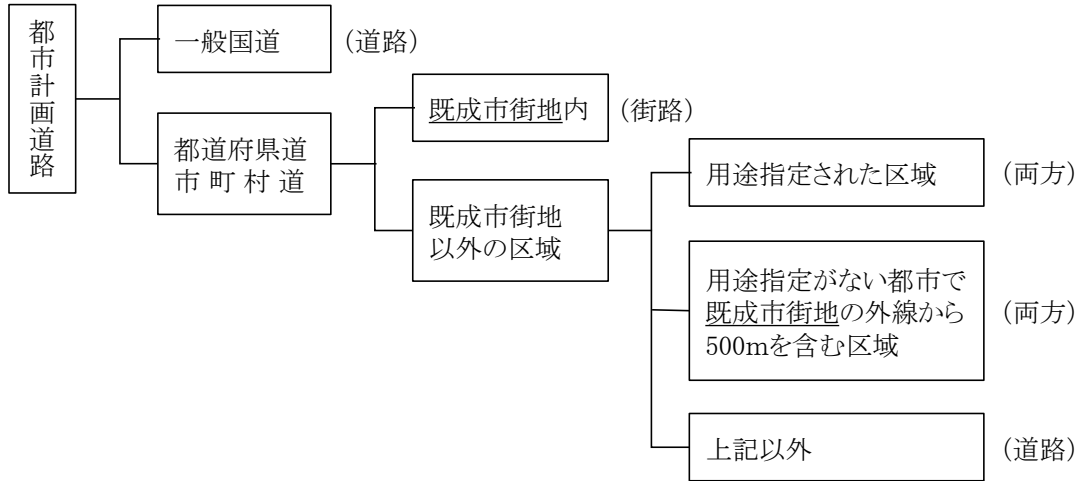 都市計画道路
一般国道
(道路)
都道府県道
市町村道
既成市街地内
(街路)
既成市街地
以外の区域
用途指定された区域
(両方)
用途指定がない都市で
既成市街地の外線から
500mを含む区域
(両方)
上記以外
(道路)